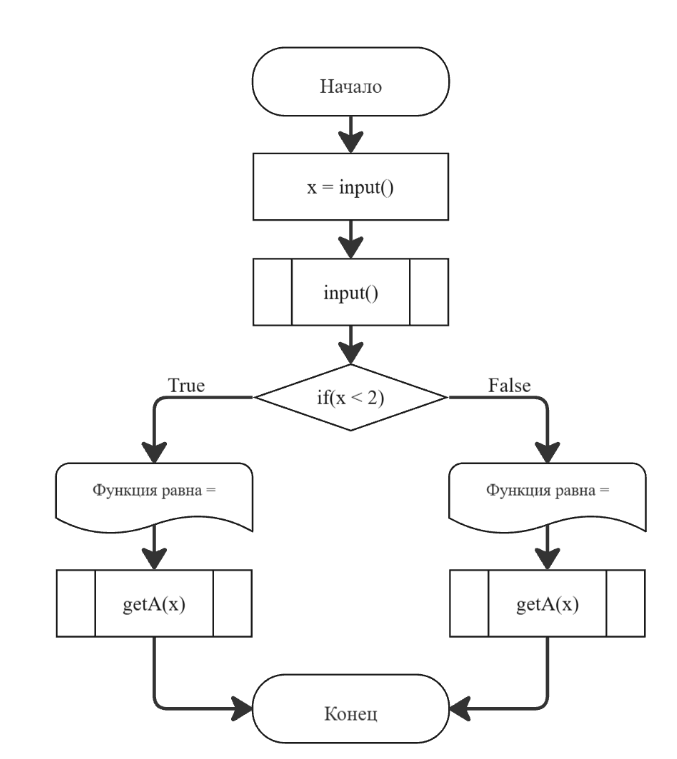 Начало
x = input()
input()
if(x < 2)
True
False
Функция равна =
Функция равна =
getA(x)
getA(x)
Конец